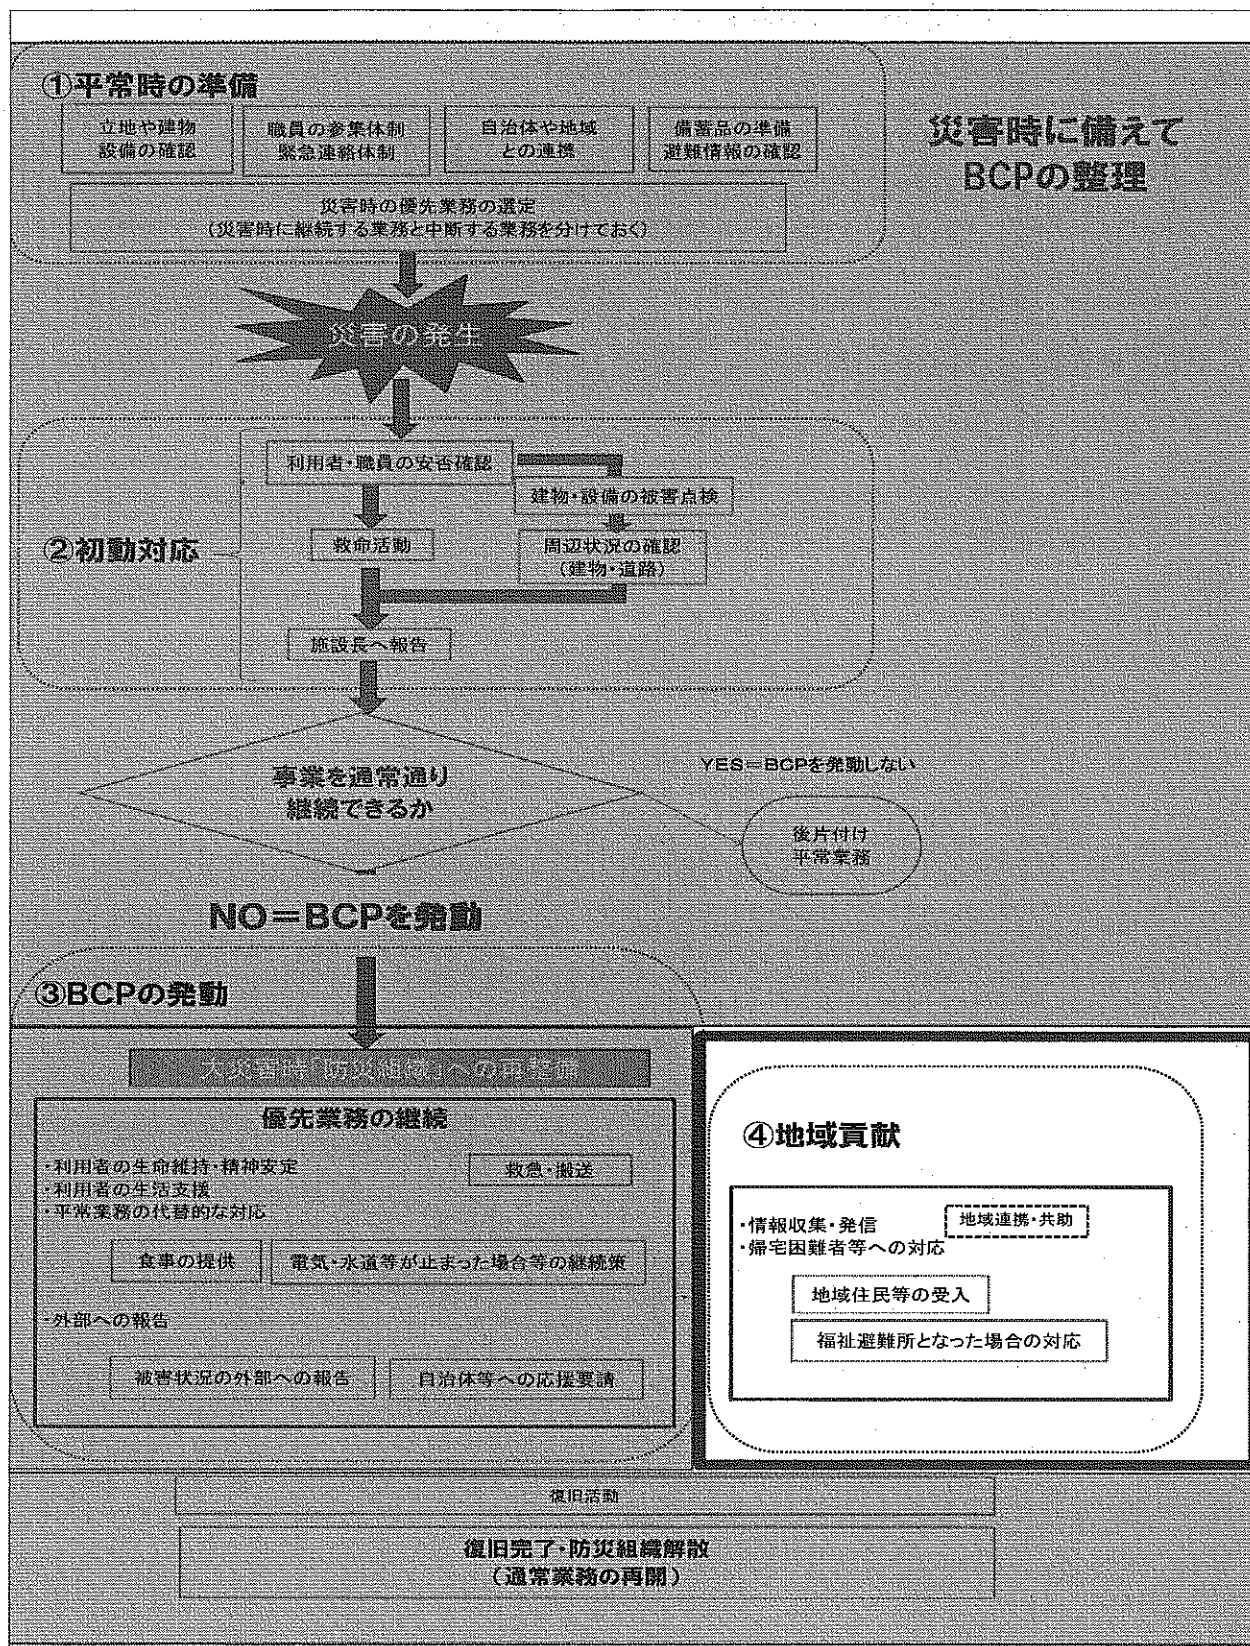 ①平常時の準備
立地や建物
設備の確認
職員の参集体制
緊急連絡体制
自治体や地域
との連携
備蓄品の準備
避難情報の確認
災害時に備えて
BCPの整理
災害時の優先業務の選定
(災害時に継続する業務と中断する業務を分けておく)
災害の発生
利用者・職員の安否確認
建物・設備の被害点検
②初動対応
救命活動
周辺状況の確認
(建物・道路)
施設長へ報告
事業を通常通り
継続できるか
YES=BCPを発動しない
後片付け
平常業務
NO=BCPを発動
③BCPの発動
大災害時「防災組織」への再整備
優先業務の継続
・利用者の生命維持・精神安定
・利用者の生活支援
・平常業務の代替的な対応
救急・搬送
食事の提供
電気・水道等が止まった場合等の継続策
・外部への報告
被害状況の外部への報告
自治体等への応援要請
④地域貢献
・情報収集・発信
地域連携・共助
・帰宅困難者等への対応
地域住民等の受入
福祉避難所となった場合の対応
復旧活動
復旧完了・防災組織解散
(通常業務の再開)